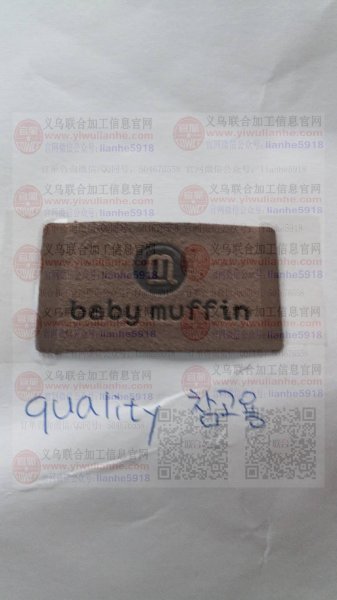 义乌联合加工信息官网
www.yiwulianhe.com
官网微信公众号:lianhe5918
m
baby muffin
quality 참고용